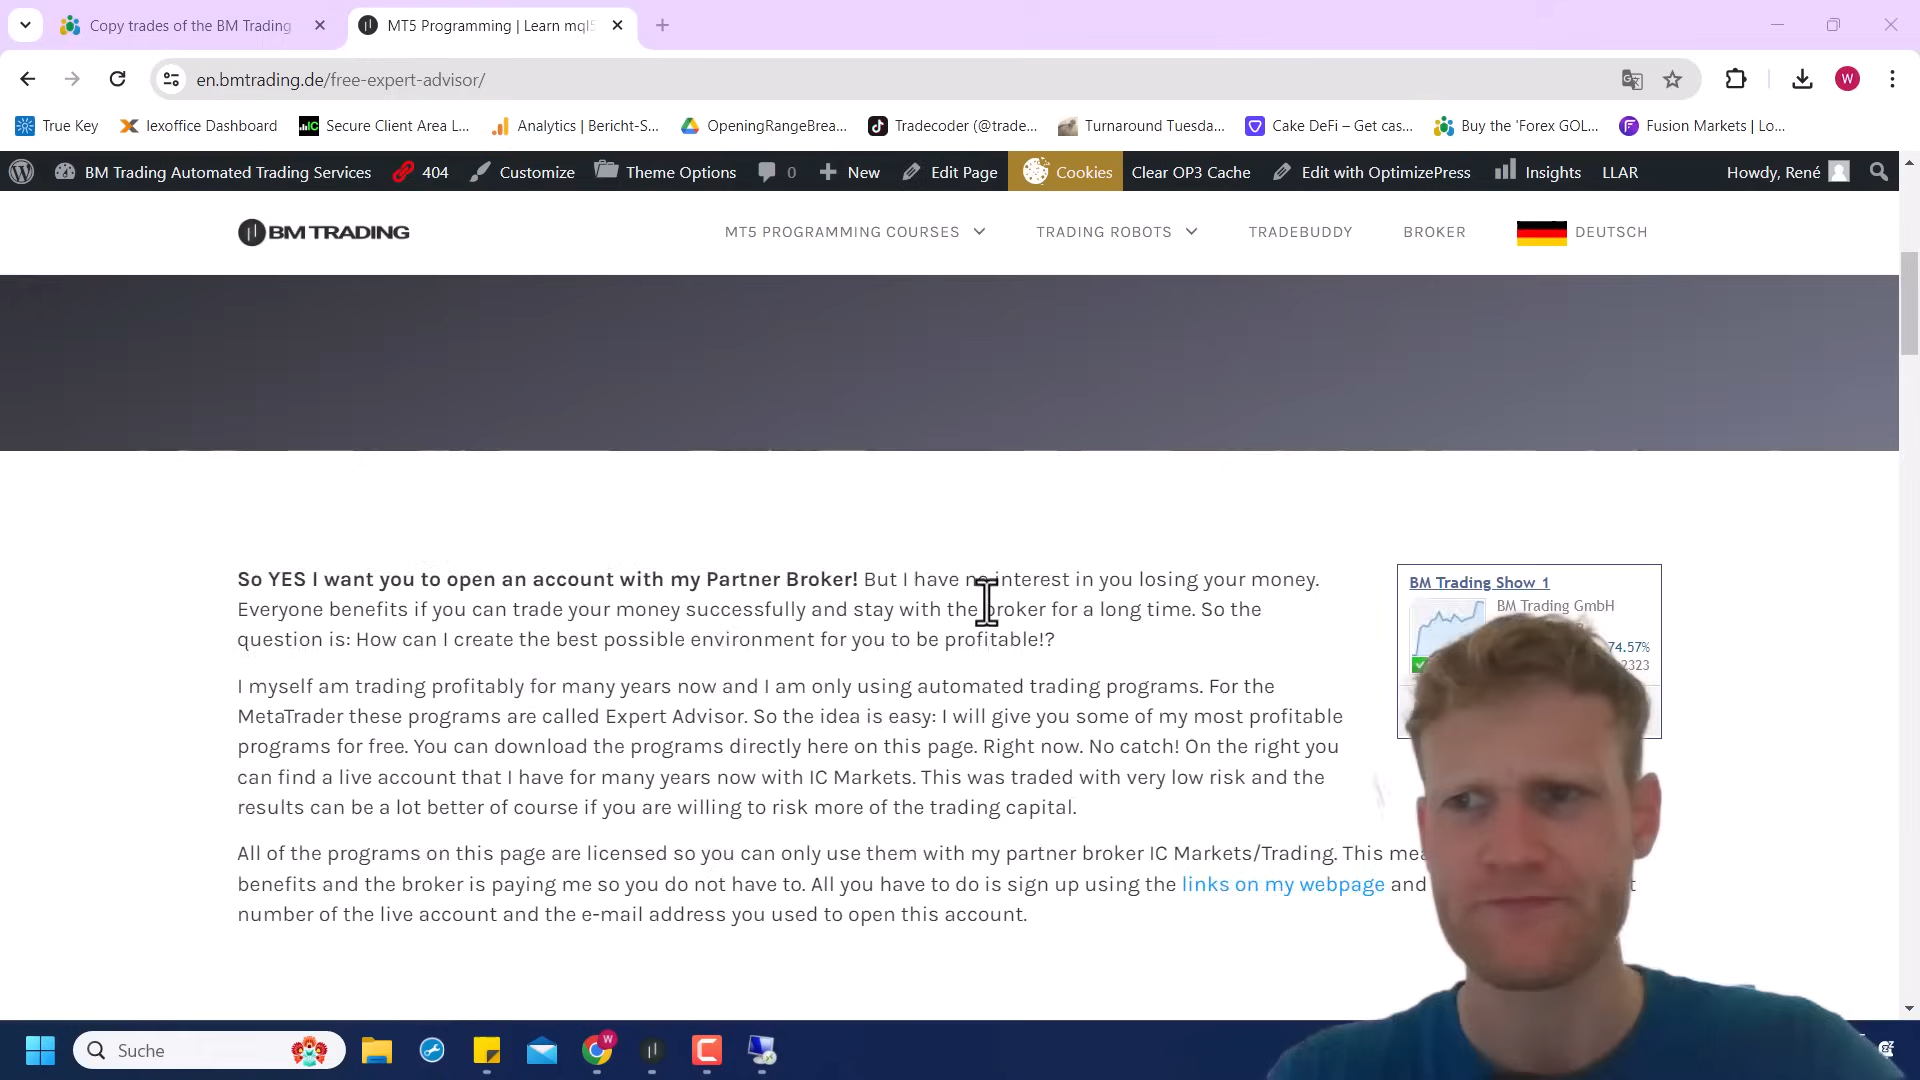 Copy trades of the BM Trading
MT5 Programming | Learn mql5
en.bmtrading.de/free-expert-advisor/
W
True Key
lexoffice Dashboard
Secure Client Area L...
Analytics | Bericht-S...
OpeningRangeBrea...
Tradecoder (@trade...
Turnaround Tuesda...
Cake DeFi – Get cas...
Buy the 'Forex GOL...
Fusion Markets | Lo...
BM Trading Automated Trading Services
404
Customize
Theme Options
0
New
Edit Page
Cookies
Clear OP3 Cache
Edit with OptimizePress
Insights
LLAR
Howdy, René
BM TRADING
MT5 PROGRAMMING COURSES
TRADING ROBOTS
TRADEBUDDY
BROKER
DEUTSCH
So YES I want you to open an account with my Partner Broker! But I have no interest in you losing your money.
Everyone benefits if you can trade your money successfully and stay with the broker for a long time. So the
question is: How can I create the best possible environment for you to be profitable!?
BM Trading Show 1
BM Trading GmbH
74.57%
2323
I myself am trading profitably for many years now and I am only using automated trading programs. For the
MetaTrader these programs are called Expert Advisor. So the idea is easy: I will give you some of my most profitable
programs for free. You can download the programs directly here on this page. Right now. No catch! On the right you
can find a live account that I have for many years now with IC Markets. This was traded with very low risk and the
results can be a lot better of course if you are willing to risk more of the trading capital.
All of the programs on this page are licensed so you can only use them with my partner broker IC Markets/Trading. This mea
benefits and the broker is paying me so you do not have to. All you have to do is sign up using the links on my webpage and
number of the live account and the e-mail address you used to open this account.
Suche
W